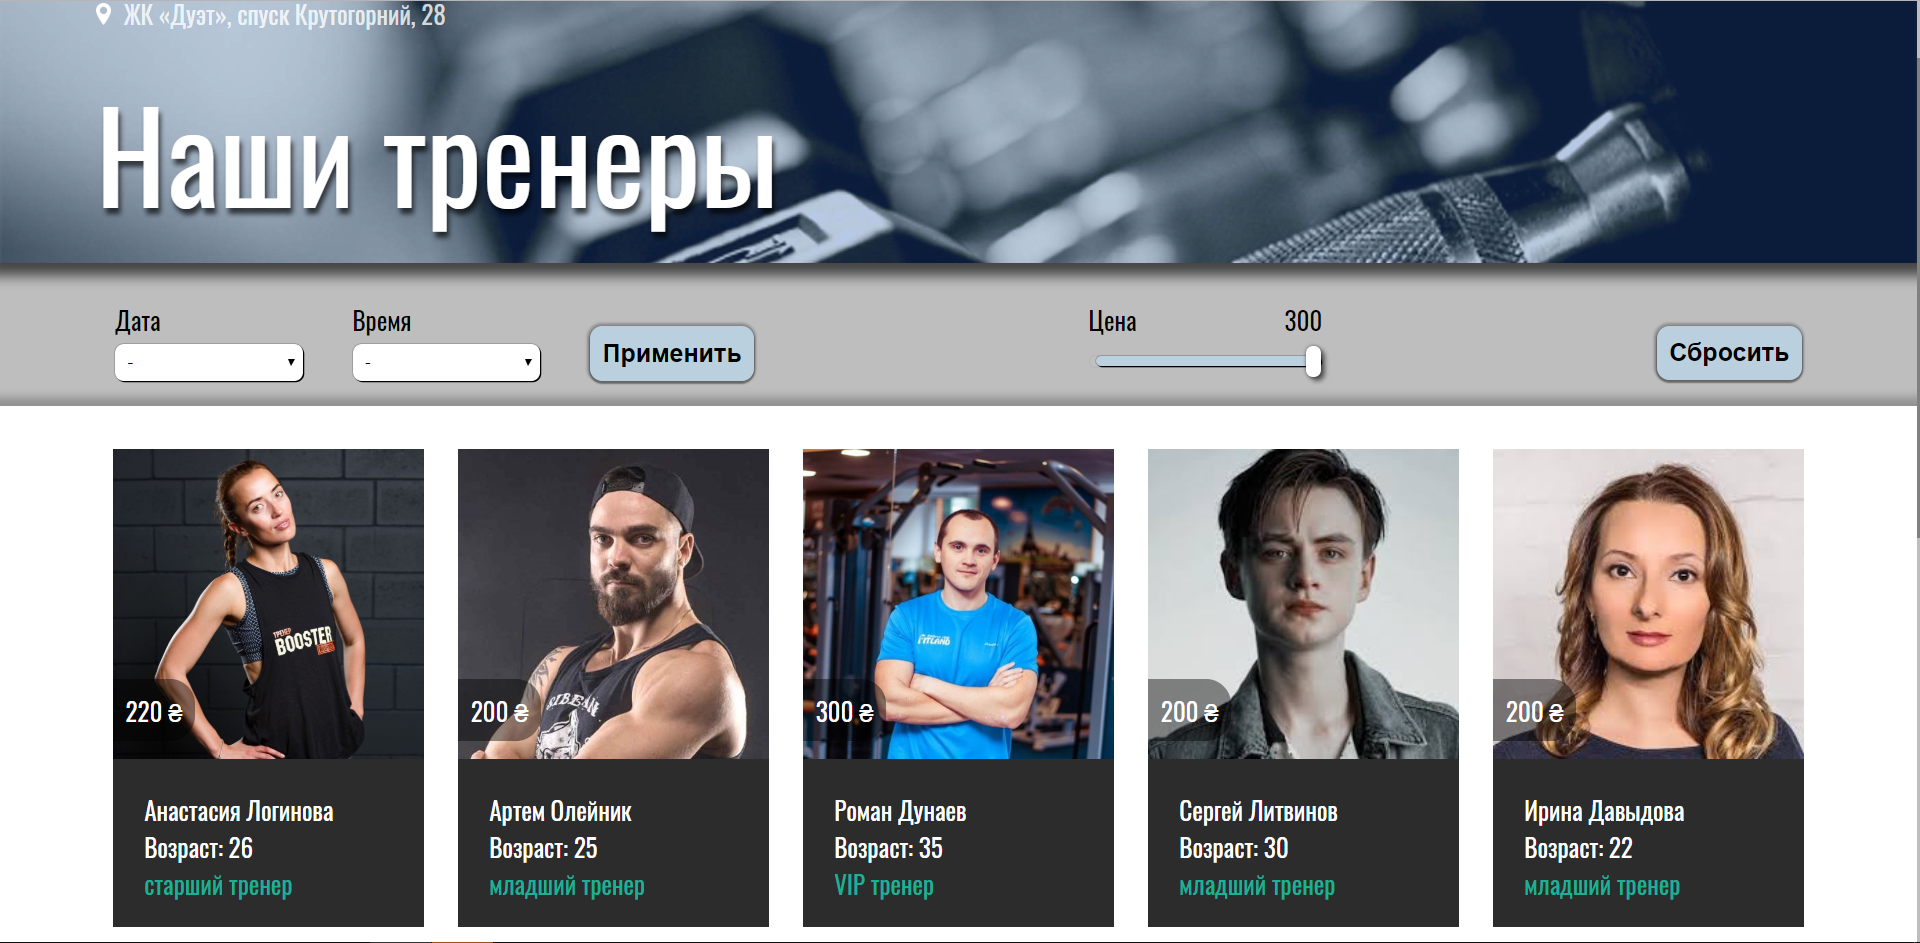 ЖК «Дуэт», спуск Крутогорний, 28
Наши тренеры
Дата
Время
Цена
300
-
-
Применить
Сбросить
ТРЕНЕР
BOOSTER
FITLAND
220 ₴
200 ₴
300 ₴
200 ₴
200 ₴
Анастасия Логинова
Возраст: 26
старший тренер
Артем Олейник
Возраст: 25
младший тренер
Роман Дунаев
Возраст: 35
VIP тренер
Сергей Литвинов
Возраст: 30
младший тренер
Ирина Давыдова
Возраст: 22
младший тренер